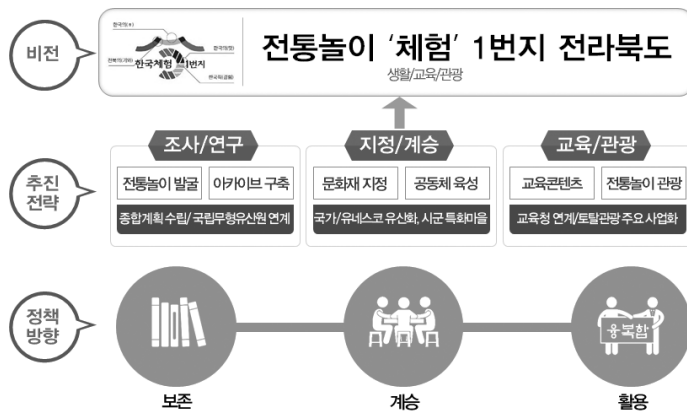 비전
한국체험 1번지
전통놀이 '체험' 1번지 전라북도
생활/교육/관광
추진
전략
조사/연구
전통놀이 발굴
아카이브 구축
종합계획 수립/ 국립무형유산원 연계
지정/계승
문화재 지정
공동체 육성
국가/유네스코 유산화, 시군 특화마을
교육/관광
교육콘텐츠
전통놀이 관광
교육청 연계/토탈관광 주요 사업화
정책
방향
융복합
보존
계승
활용